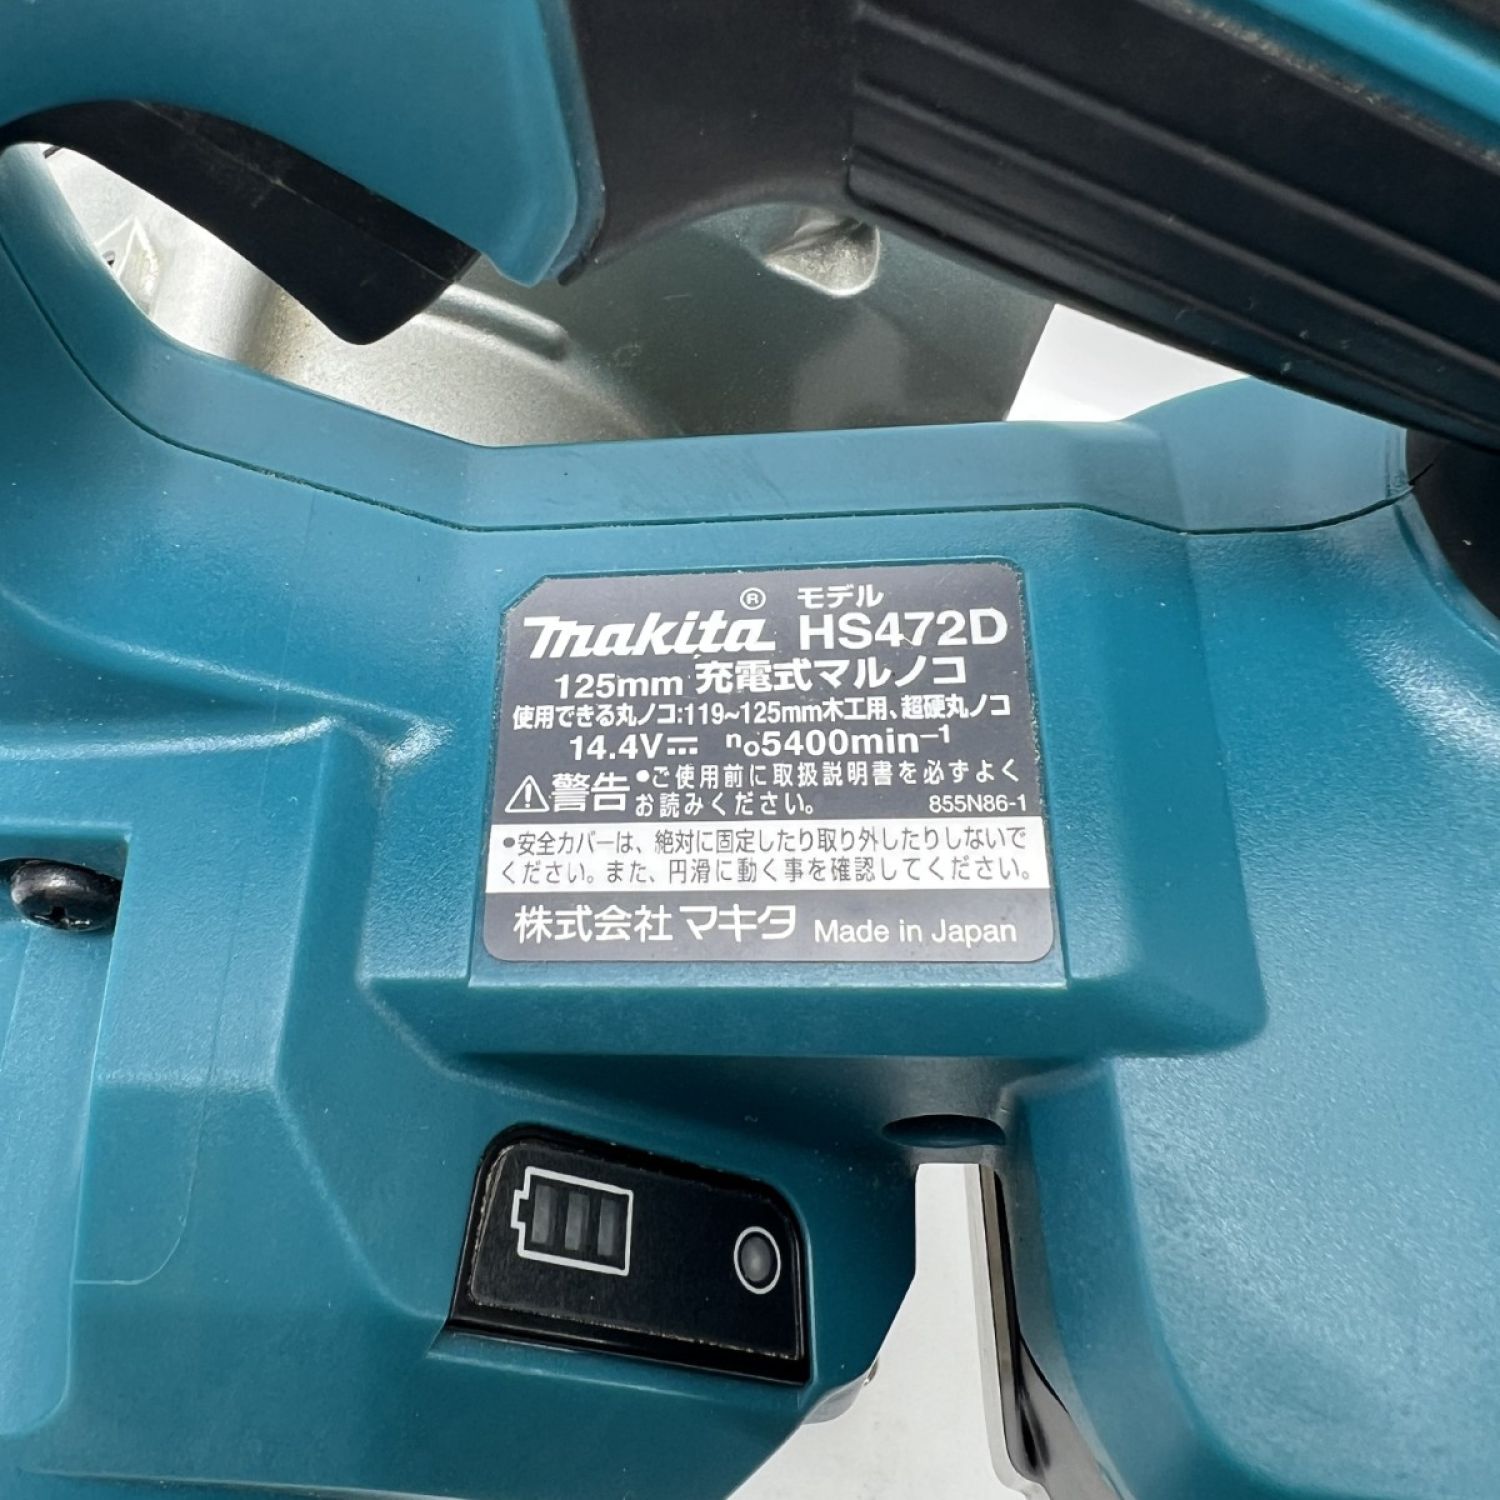 makita® モデル HS472D
125mm 充電式マルノコ
使用できる丸ノコ:119~125mm木工用、超硬丸ノコ
14.4V⎓ n₀5400min⁻¹
⚠警告 •ご使用前に取扱説明書を必ずよく
お読みください。 855N86-1
•安全カバーは、絶対に固定したり取り外したりしないで
ください。また、円滑に動く事を確認してください。
株式会社マキタ Made in Japan